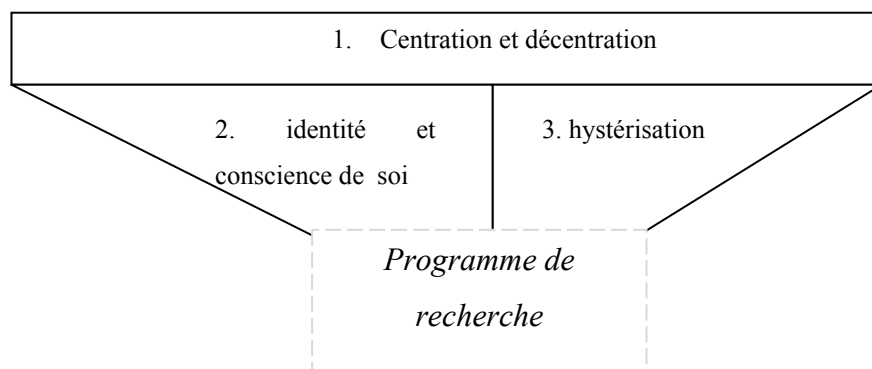 1. Centration et décentration
2. identité et
conscience de soi
3. hystérisation
Programme de
recherche